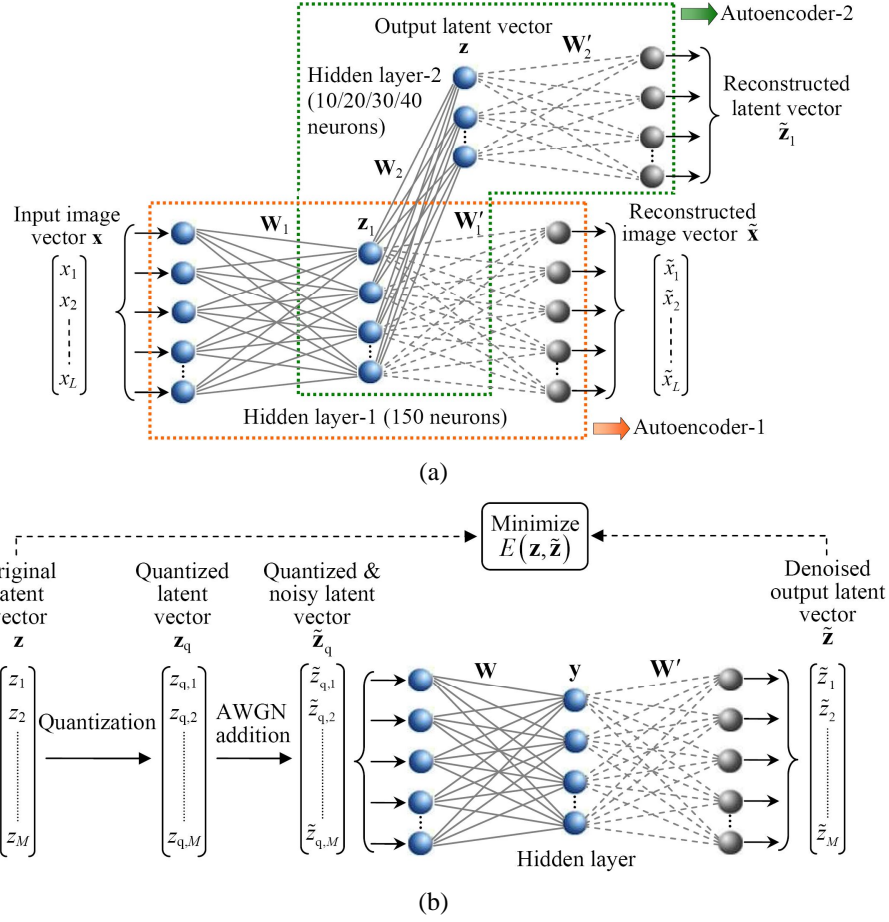 Output latent vector
z
W′2
Autoencoder-2
Hidden layer-2
(10/20/30/40
neurons)
Reconstructed
latent vector
z̃1
W2
Input image
vector x
W1
z1
W′1
Reconstructed
image vector x̃
x1
x2
xL
x̃1
x̃2
x̃L
Hidden layer-1 (150 neurons)
Autoencoder-1
(a)
Minimize
E(z, z̃)
riginal
latent
vector
z
Quantized
latent
vector
zq
Quantized &
noisy latent
vector
z̃q
Denoised
output latent
vector
z̃
z1
z2
zM
Quantization
zq,1
zq,2
zq,M
AWGN
addition
z̃q,1
z̃q,2
z̃q,M
W
y
W′
z̃1
z̃2
z̃M
Hidden layer
(b)